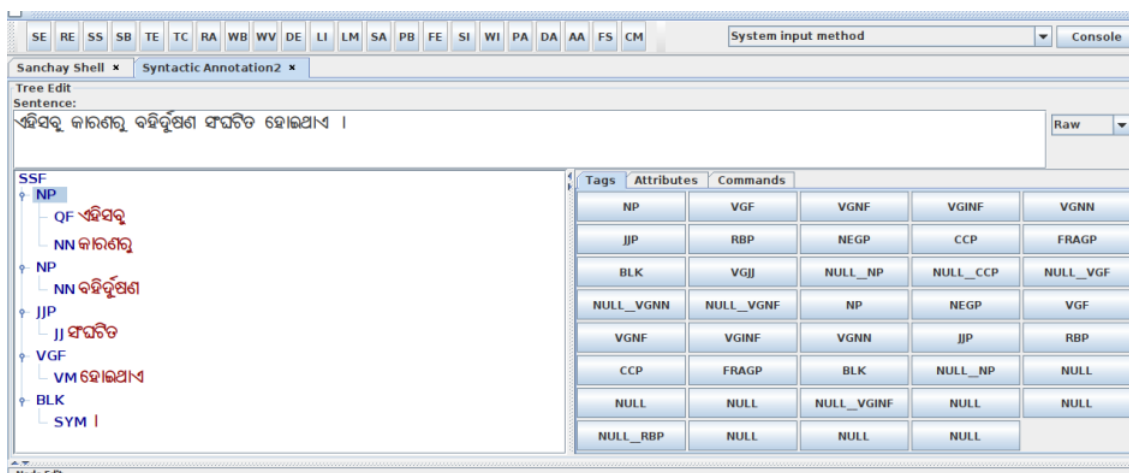 SE RE SS SB TE TC RA WB WV DE LI LM SA PB FE SI WI PA DA AA FS CM System input method Console
Sanchay Shell × Syntactic Annotation2 ×
Tree Edit
Sentence:
ଏହିସବୁ କାରଣରୁ ବହିର୍ଦୂଷଣ ସଂଘଟିତ ହୋଇଥାଏ ।
Raw
SSF
NP
QF ଏହିସବୁ
NN କାରଣରୁ
NP
NN ବହିର୍ଦୂଷଣ
JJP
JJ ସଂଘଟିତ
VGF
VM ହୋଇଥାଏ
BLK
SYM ।
Tags Attributes Commands
NP VGF VGNF VGINF VGNN
JJP RBP NEGP CCP FRAGP
BLK VGJJ NULL__NP NULL__CCP NULL__VGF
NULL__VGNN NULL__VGNF NP NEGP VGF
VGNF VGINF VGNN JJP RBP
CCP FRAGP BLK NULL__NP NULL
NULL NULL NULL__VGINF NULL NULL
NULL__RBP NULL NULL NULL